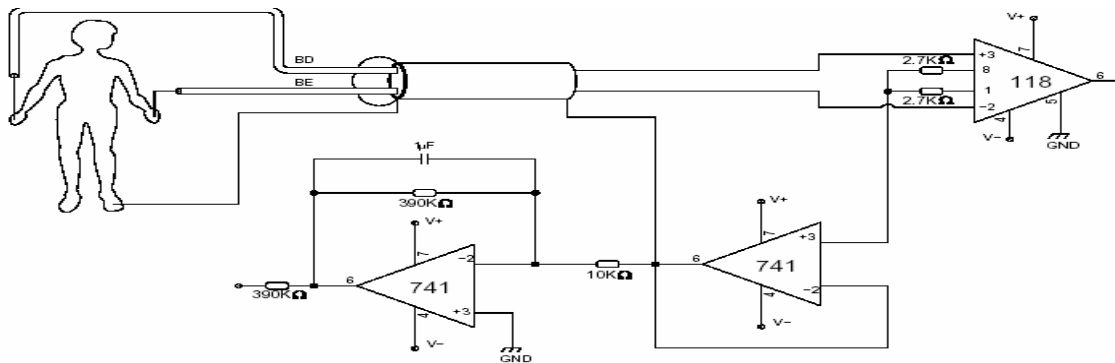 BD
BE
V+
7
+3
2.7KΩ
8
118
6
2.7KΩ
1
−2
4
5
V−
GND
1µF
390KΩ
V+
7
6
−2
741
390KΩ
4
+3
V−
GND
10KΩ
V+
7
+3
6
741
−2
4
V−